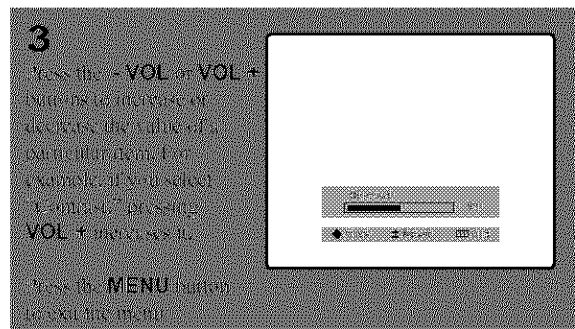 3
Press the - VOL or VOL +
buttons to increase or
decrease the value of a
particular item. For
example, if you select
"Contrast," pressing
VOL + increases it.
Press the MENU button
to exit the menu.